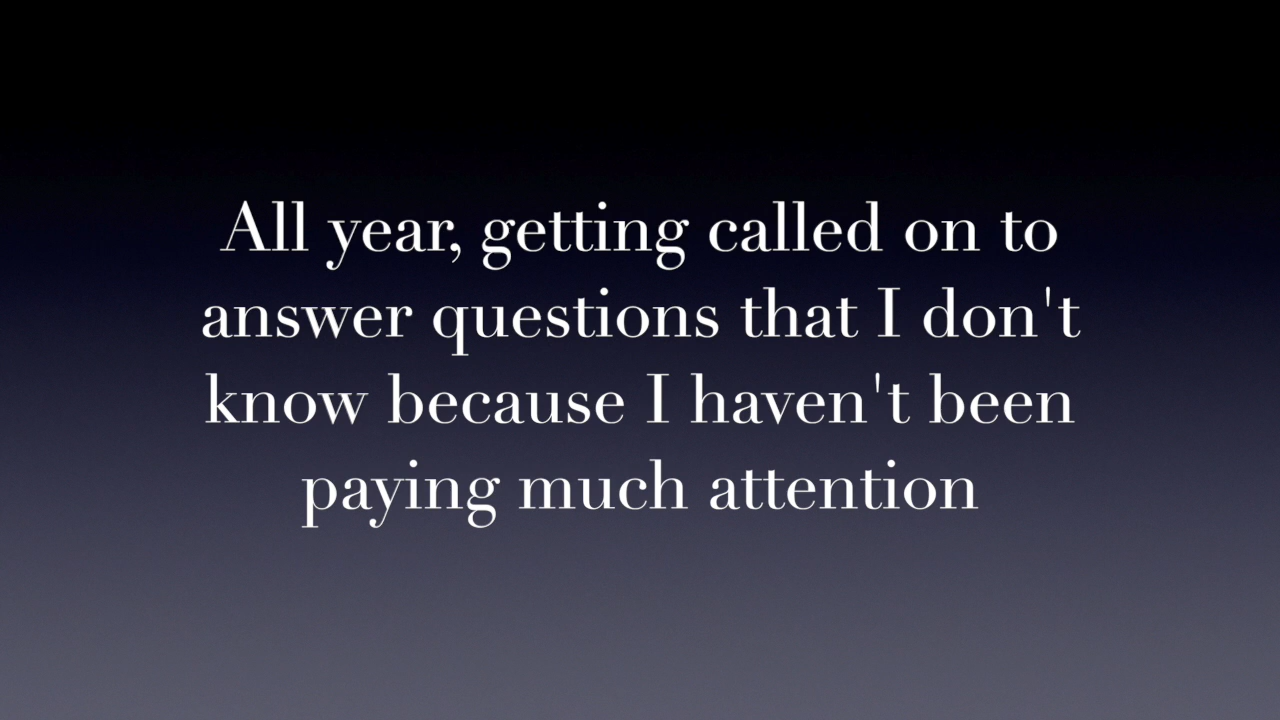 All year, getting called on to
answer questions that I don't
know because I haven't been
paying much attention